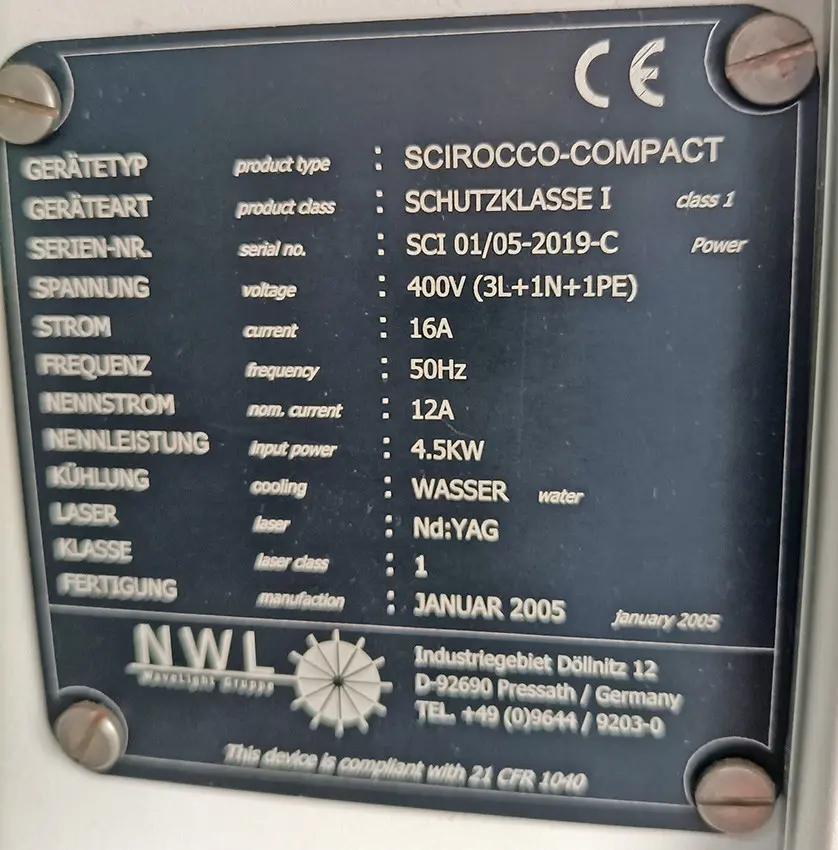 CE
GERÄTETYP product type : SCIROCCO-COMPACT
GERÄTEART product class : SCHUTZKLASSE I class 1
SERIEN-NR. serial no. : SCI 01/05-2019-C Power
SPANNUNG voltage : 400V (3L+1N+1PE)
STROM current : 16A
FREQUENZ frequency : 50Hz
NENNSTROM nom. current : 12A
NENNLEISTUNG input power : 4.5KW
KÜHLUNG cooling : WASSER water
LASER laser : Nd:YAG
KLASSE laser class : 1
FERTIGUNG manufaction : JANUAR 2005 january 2005
NWL
WaveLight Gruppe
Industriegebiet Döllnitz 12
D-92690 Pressath / Germany
TEL. +49 (0)9644 / 9203-0
This device is compliant with 21 CFR 1040